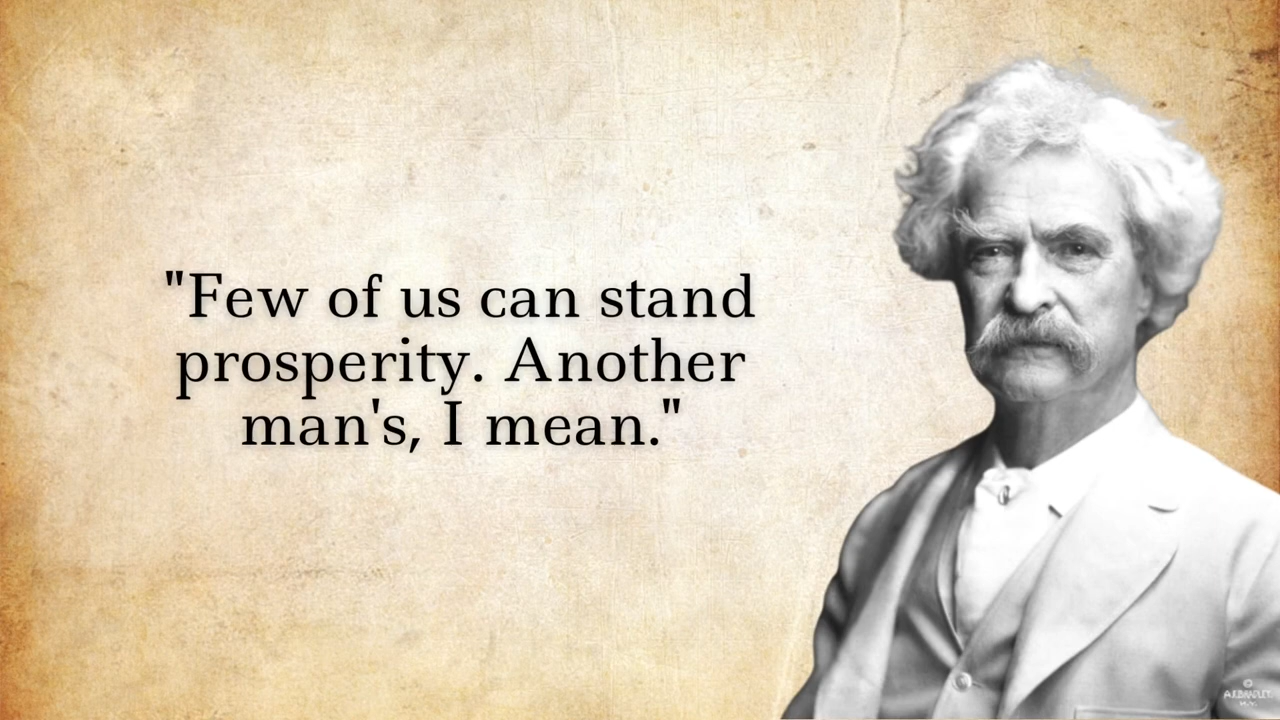 "Few of us can stand
prosperity. Another
man's, I mean."